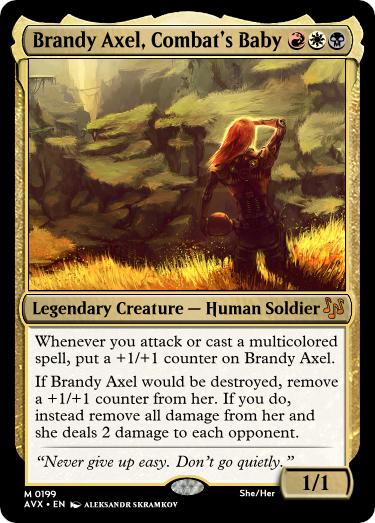 Brandy Axel, Combat's Baby
Legendary Creature — Human Soldier
Whenever you attack or cast a multicolored
spell, put a +1/+1 counter on Brandy Axel.
If Brandy Axel would be destroyed, remove
a +1/+1 counter from her. If you do,
instead remove all damage from her and
she deals 2 damage to each opponent.
“Never give up easy. Don't go quietly.”
1/1
M 0199
She/Her
AVX • EN ALEKSANDR SKRAMKOV